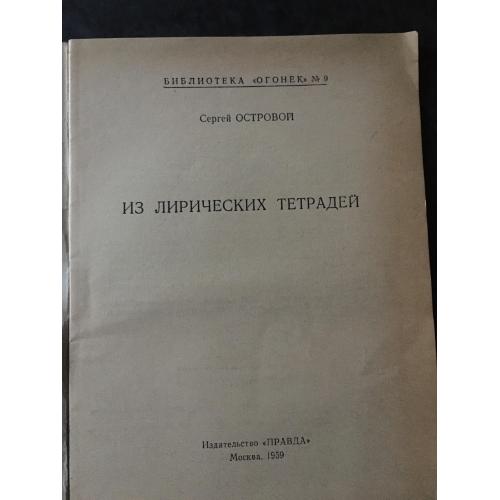 БИБЛИОТЕКА «ОГОНЕК» № 9
Сергей ОСТРОВОЙ
ИЗ ЛИРИЧЕСКИХ ТЕТРАДЕЙ
Издательство «ПРАВДА»
Москва. 1959